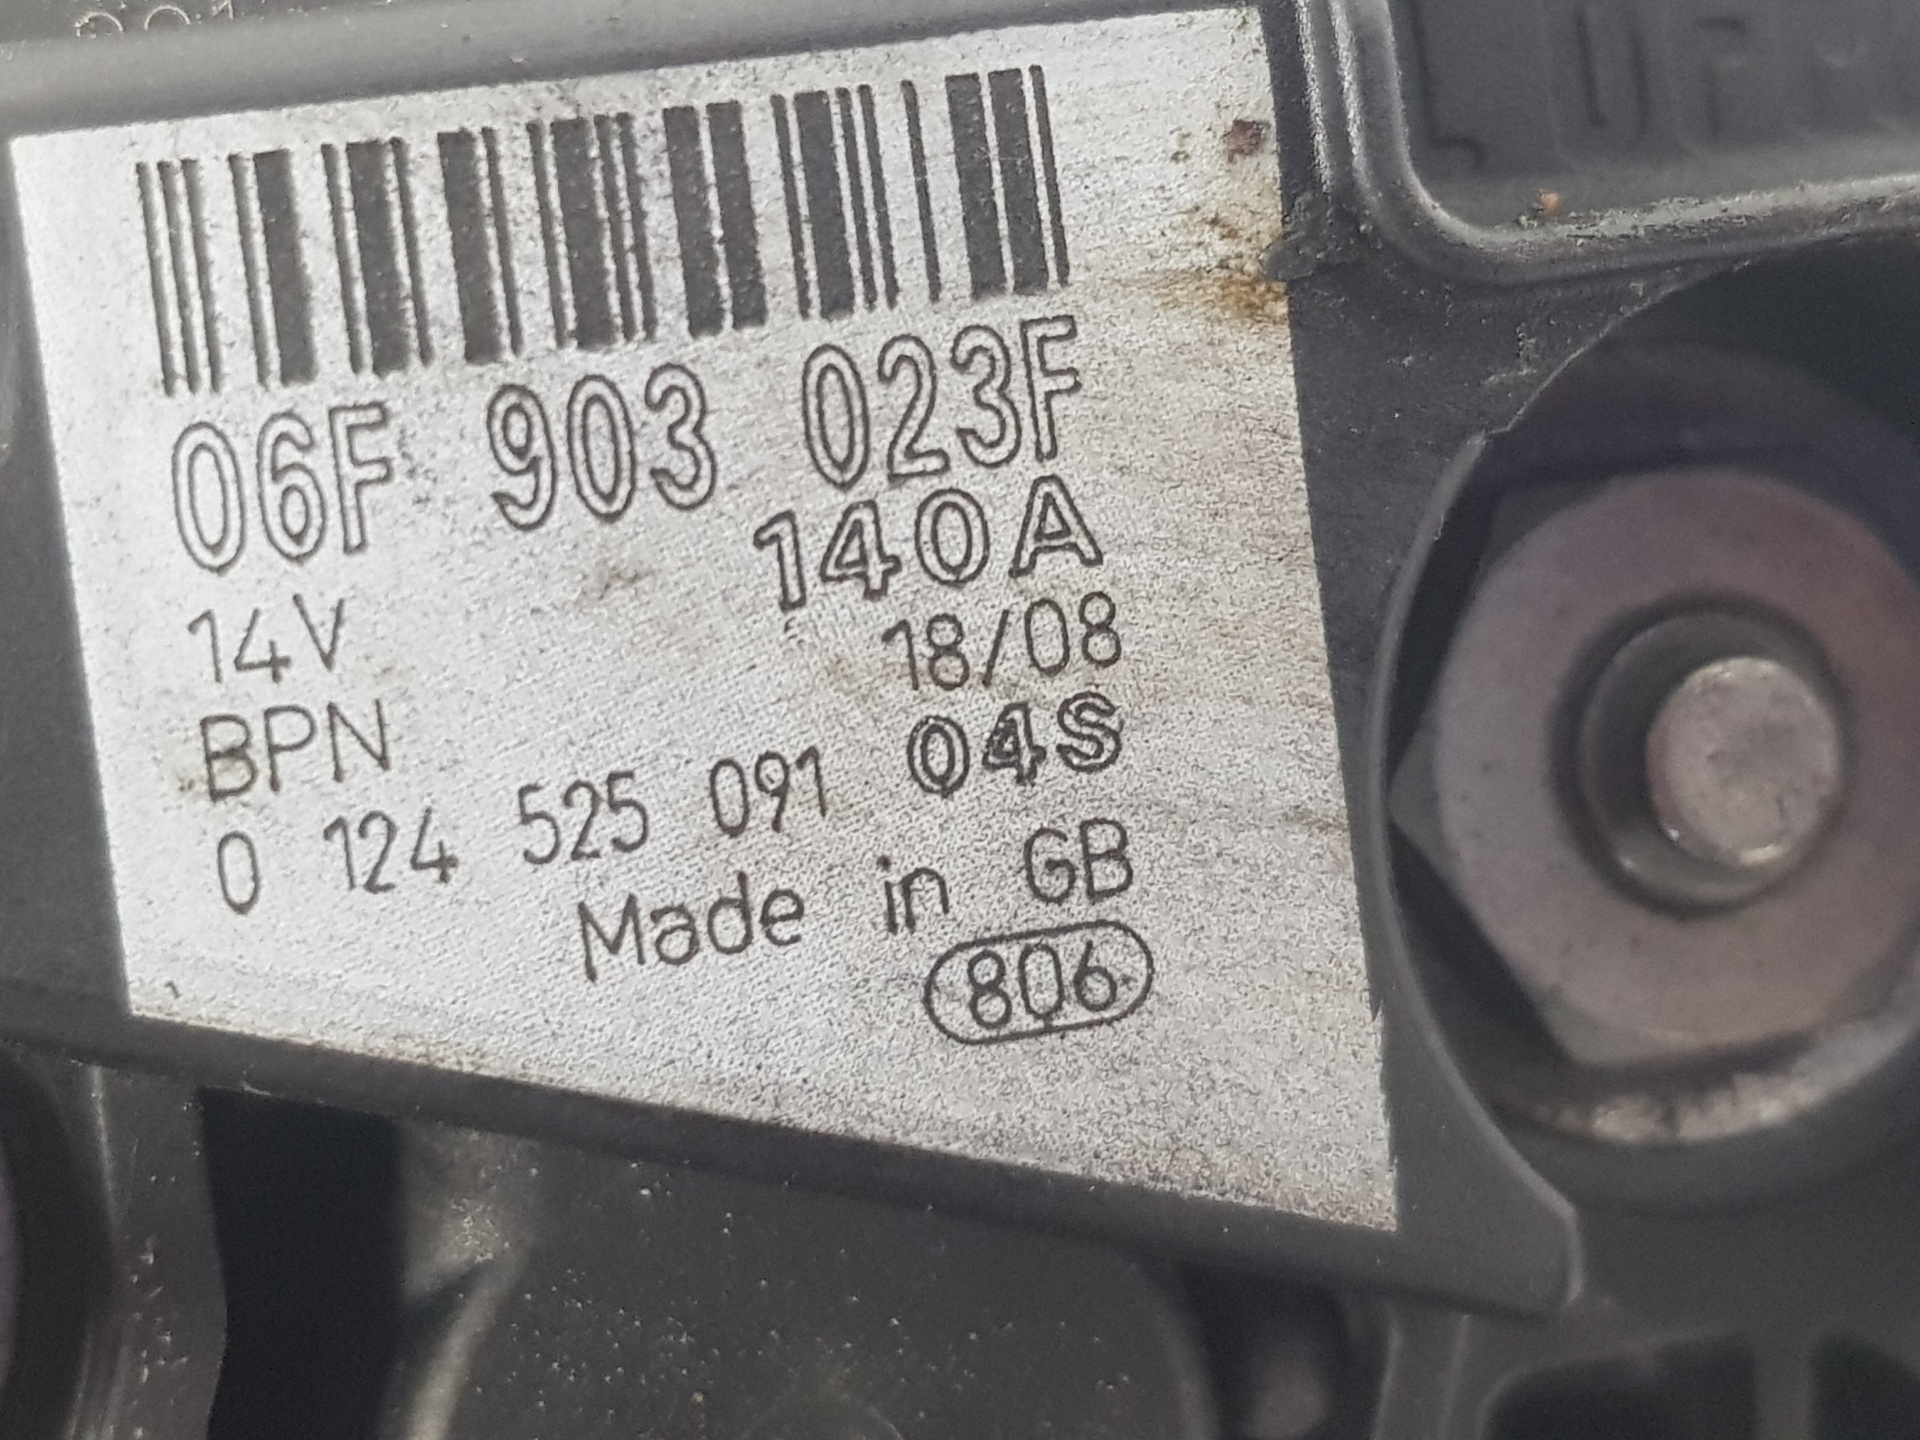 06F 903 023F
140A
14V 18/08
BPN 04S
0 124 525 091
Made in GB
806